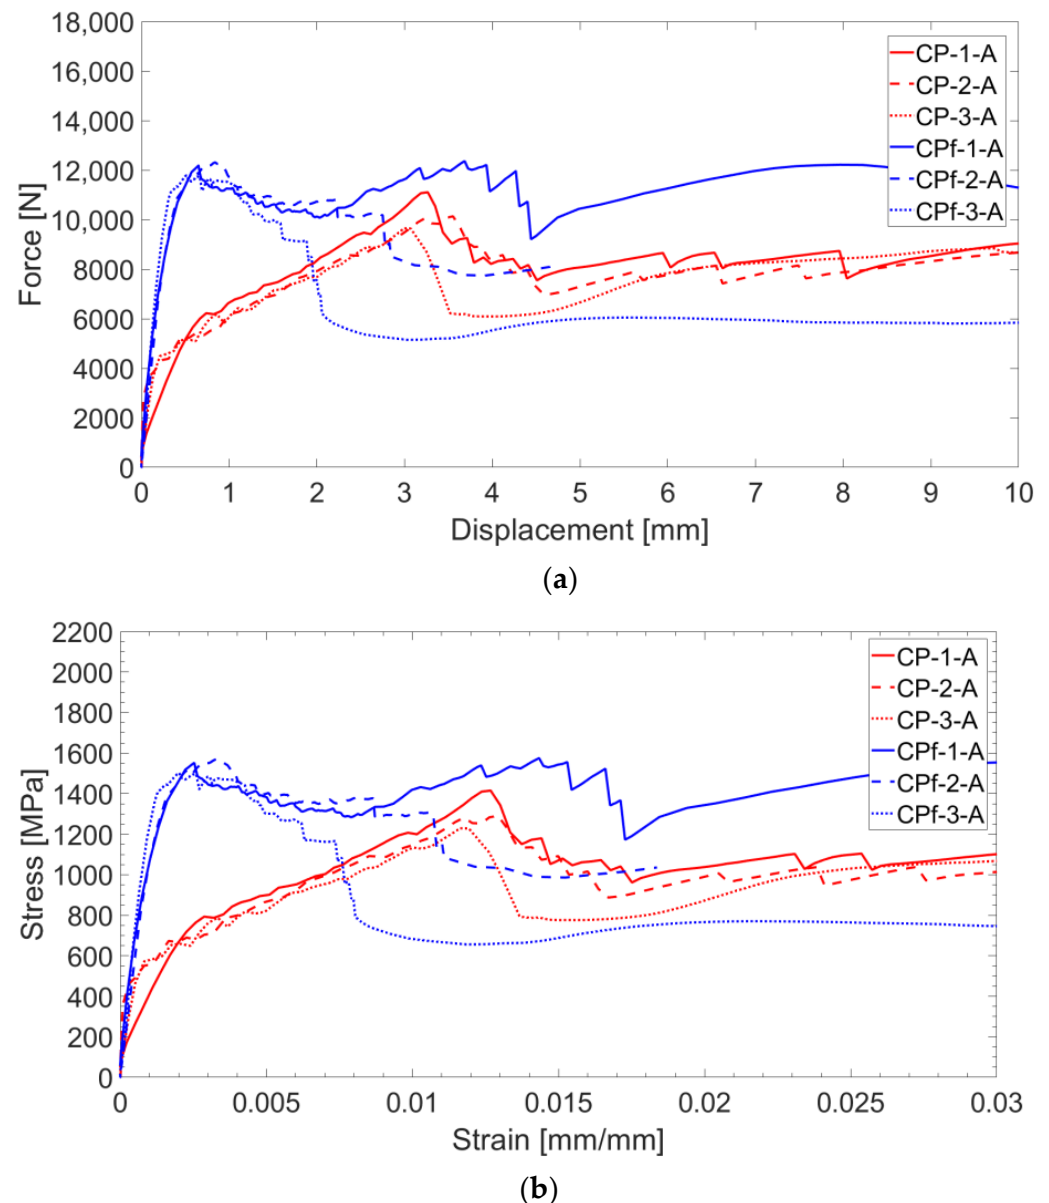 18,000
16,000
14,000
12,000
10,000
8000
6000
4000
2000
0
Force [N]
CP-1-A
CP-2-A
CP-3-A
CPf-1-A
CPf-2-A
CPf-3-A
0 1 2 3 4 5 6 7 8 9 10
Displacement [mm]
(a)
2200
2000
1800
1600
1400
1200
1000
800
600
400
200
0
Stress [MPa]
CP-1-A
CP-2-A
CP-3-A
CPf-1-A
CPf-2-A
CPf-3-A
0 0.005 0.01 0.015 0.02 0.025 0.03
Strain [mm/mm]
(b)